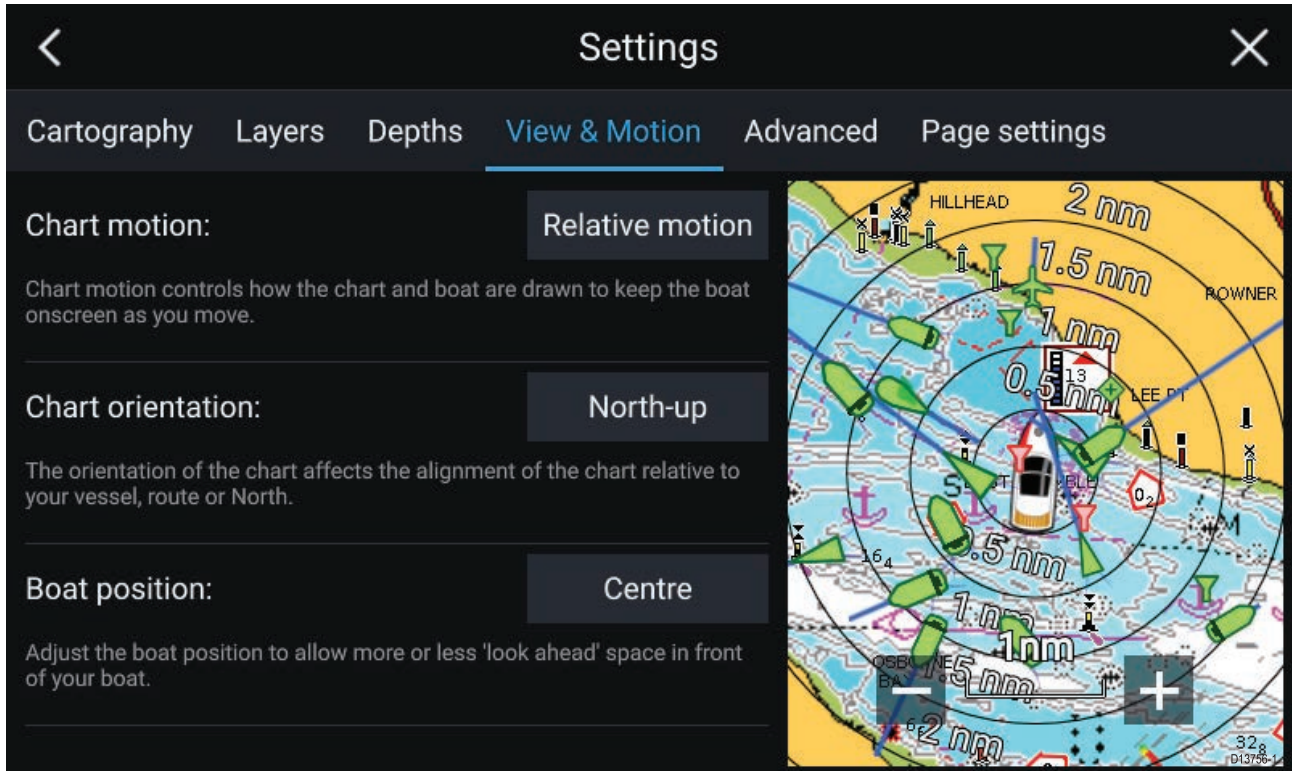 Settings
Cartography Layers Depths View & Motion Advanced Page settings
Chart motion: Relative motion
Chart motion controls how the chart and boat are drawn to keep the boat
onscreen as you move.
Chart orientation: North-up
The orientation of the chart affects the alignment of the chart relative to
your vessel, route or North.
Boat position: Centre
Adjust the boat position to allow more or less 'look ahead' space in front
of your boat.
HILLHEAD
2 nm
1.5 nm
ROWNER
1 nm
13
0.5 nm
LEE PT
0₂
16₄
0.5 nm
1 nm
1nm
1.5 nm
2 nm
32₈
D13756-1